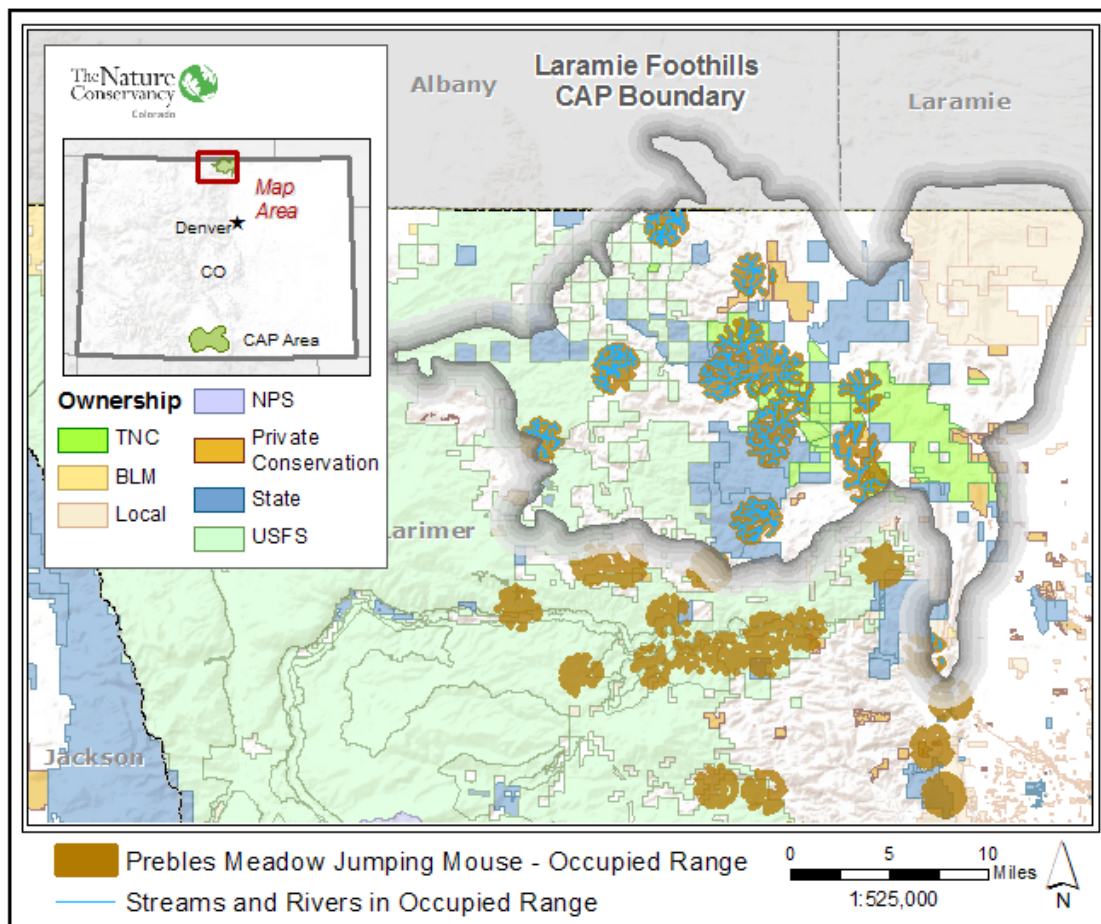 The Nature
Conservancy
Colorado
Map
Area
Denver
CO
CAP Area
Ownership
TNC
BLM
Local
NPS
Private
Conservation
State
USFS
Albany
Laramie Foothills
CAP Boundary
Laramie
Larimer
Jackson
Prebles Meadow Jumping Mouse - Occupied Range
Streams and Rivers in Occupied Range
0 5 10
Miles
1:525,000
N